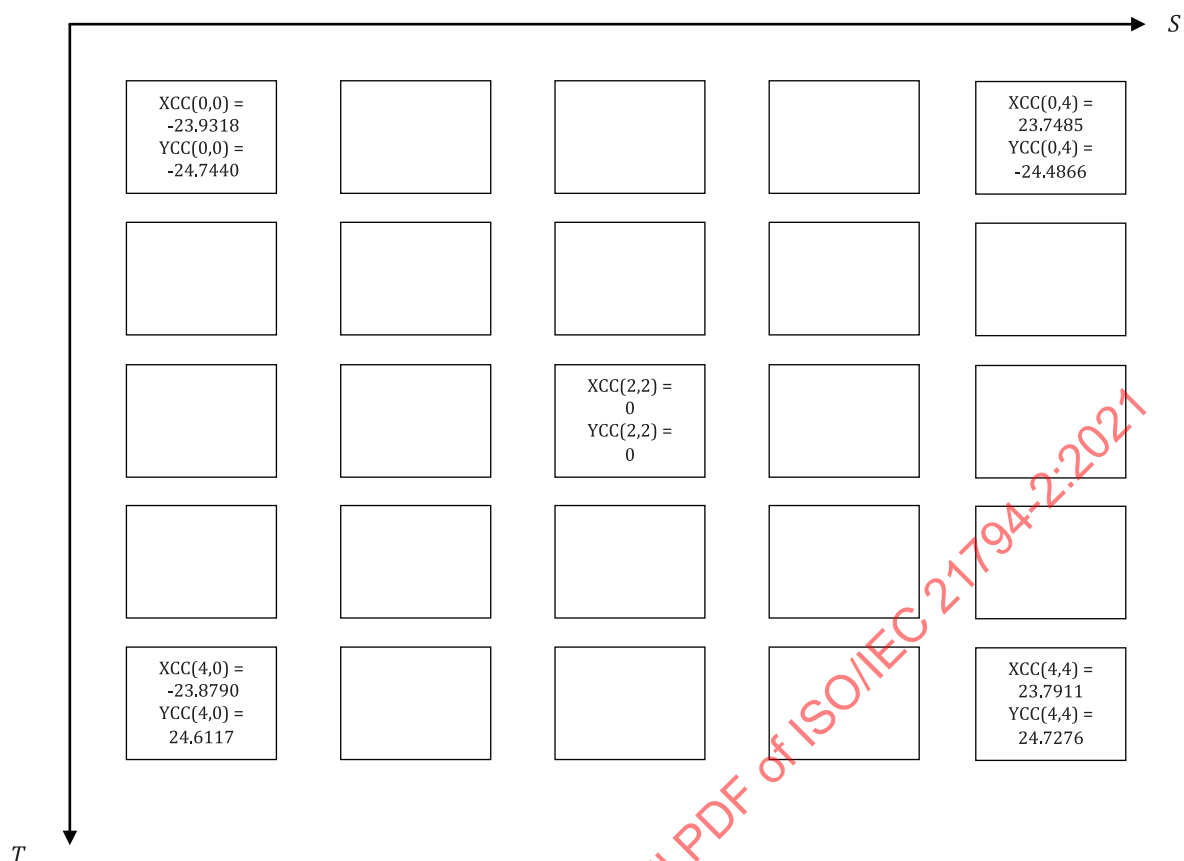 S
XCC(0,0) =
-23.9318
YCC(0,0) =
-24.7440
XCC(0,4) =
23.7485
YCC(0,4) =
-24.4866
XCC(2,2) =
0
YCC(2,2) =
0
XCC(4,0) =
-23.8790
YCC(4,0) =
24.6117
XCC(4,4) =
23.7911
YCC(4,4) =
24.7276
T
PDF of ISO/IEC 21794-2:2021